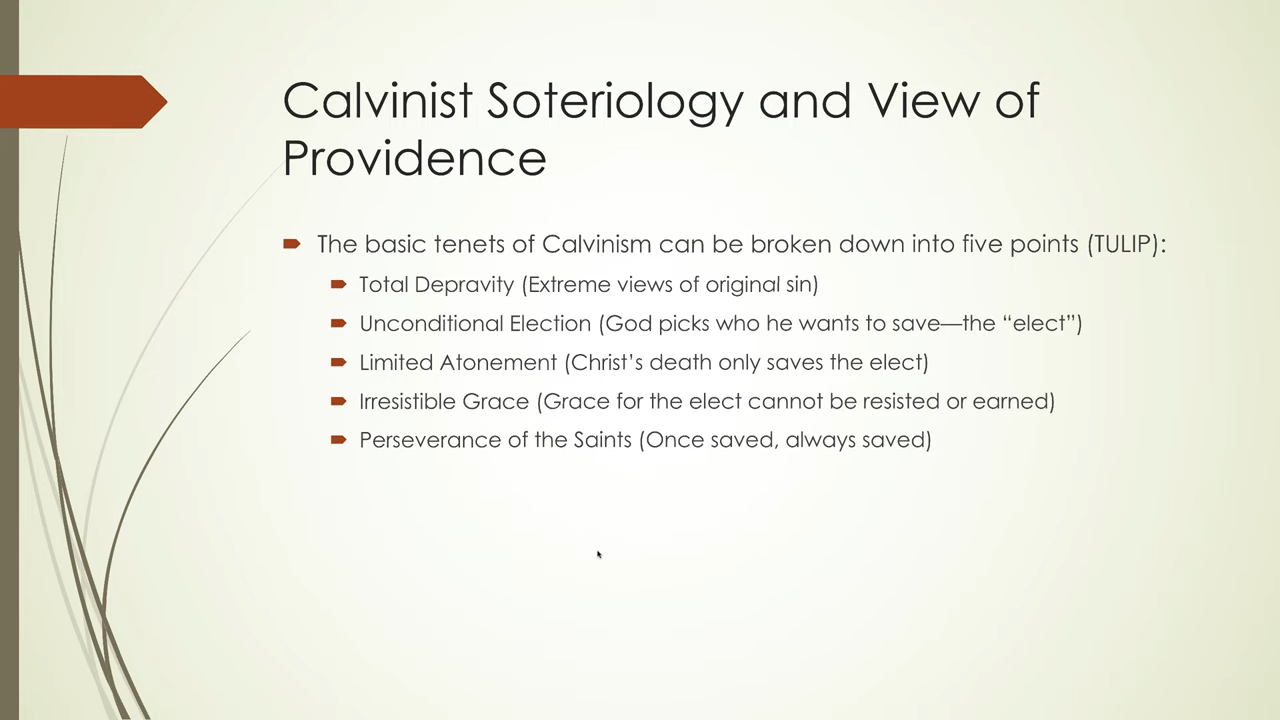 Calvinist Soteriology and View of
Providence
The basic tenets of Calvinism can be broken down into five points (TULIP):
Total Depravity (Extreme views of original sin)
Unconditional Election (God picks who he wants to save—the “elect”)
Limited Atonement (Christ’s death only saves the elect)
Irresistible Grace (Grace for the elect cannot be resisted or earned)
Perseverance of the Saints (Once saved, always saved)